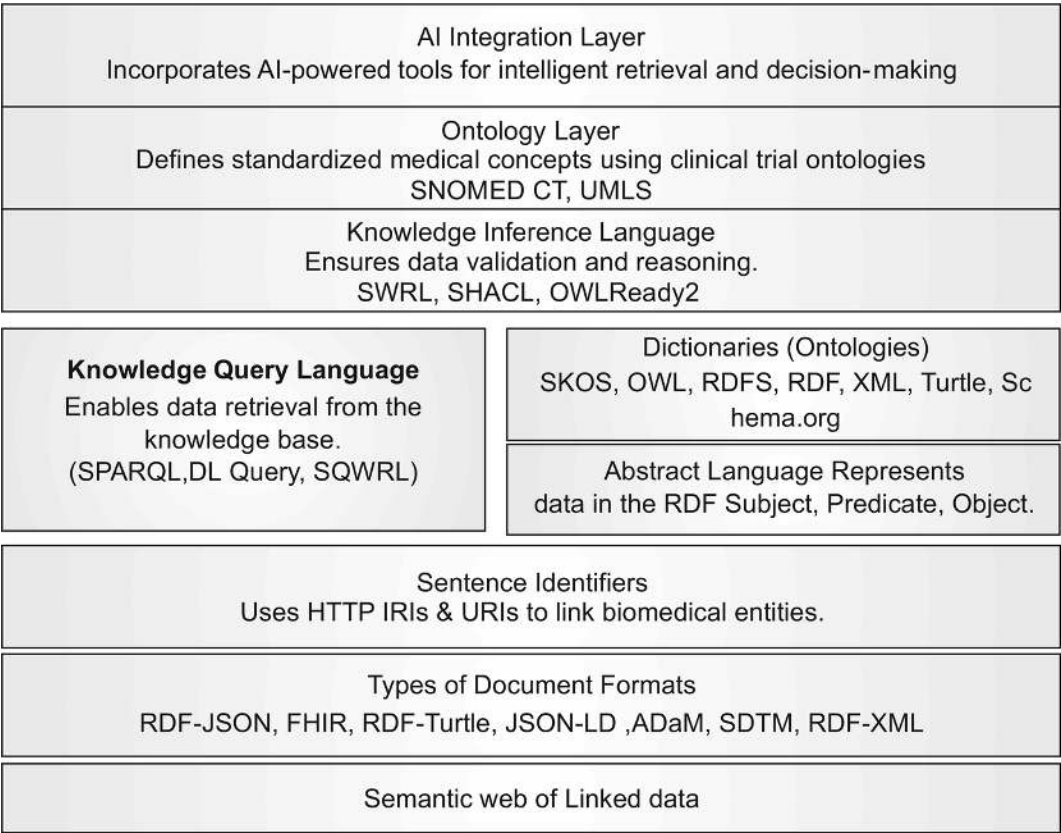 AI Integration Layer
Incorporates AI-powered tools for intelligent retrieval and decision-making
Ontology Layer
Defines standardized medical concepts using clinical trial ontologies
SNOMED CT, UMLS
Knowledge Inference Language
Ensures data validation and reasoning.
SWRL, SHACL, OWLReady2
Knowledge Query Language
Enables data retrieval from the
knowledge base.
(SPARQL,DL Query, SQWRL)
Dictionaries (Ontologies)
SKOS, OWL, RDFS, RDF, XML, Turtle, Sc
hema.org
Abstract Language Represents
data in the RDF Subject, Predicate, Object.
Sentence Identifiers
Uses HTTP IRIs & URIs to link biomedical entities.
Types of Document Formats
RDF-JSON, FHIR, RDF-Turtle, JSON-LD ,ADaM, SDTM, RDF-XML
Semantic web of Linked data